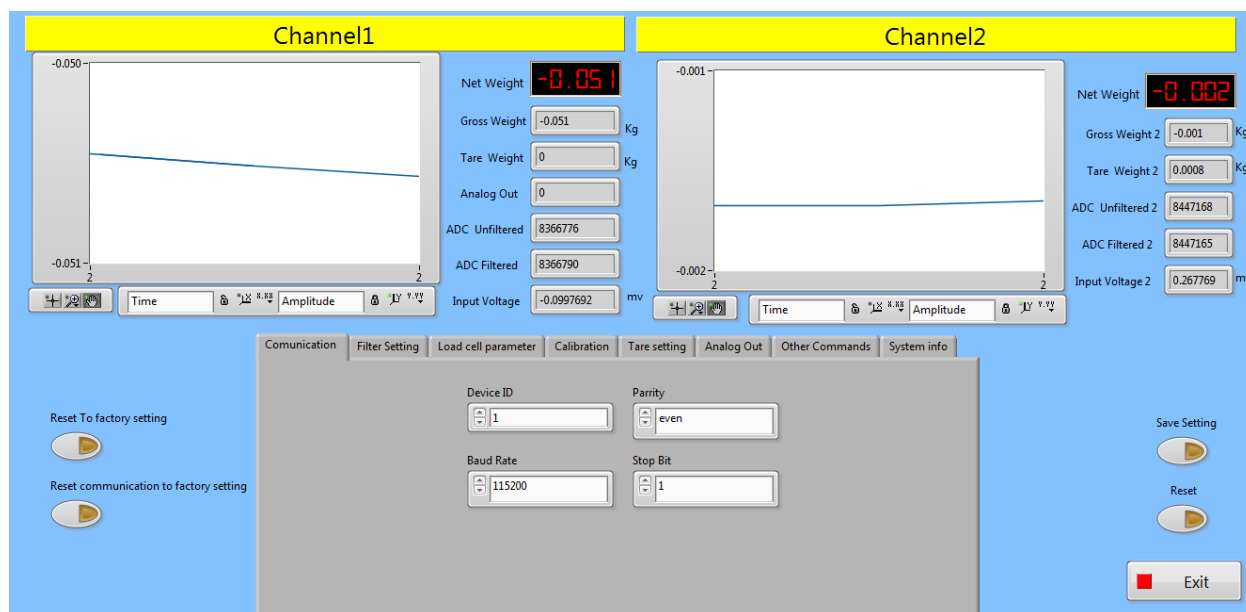 Channel1
-0.050
-0.051
2 2
Time Amplitude
Net Weight -0.051
Gross Weight -0.051 Kg
Tare Weight 0 Kg
Analog Out 0
ADC Unfiltered 8366776
ADC Filtered 8366790
Input Voltage -0.0997692 mv
Channel2
-0.001
-0.002
2 2
Time Amplitude
Net Weight -0.002
Gross Weight 2 -0.001 Kg
Tare Weight 2 0.0008 Kg
ADC Unfiltered 2 8447168
ADC Filtered 2 8447165
Input Voltage 2 0.267769 m
Comunication Filter Setting Load cell parameter Calibration Tare setting Analog Out Other Commands System info
Device ID Parrity
1 even
Baud Rate Stop Bit
115200 1
Reset To factory setting
Reset communication to factory setting
Save Setting
Reset
Exit